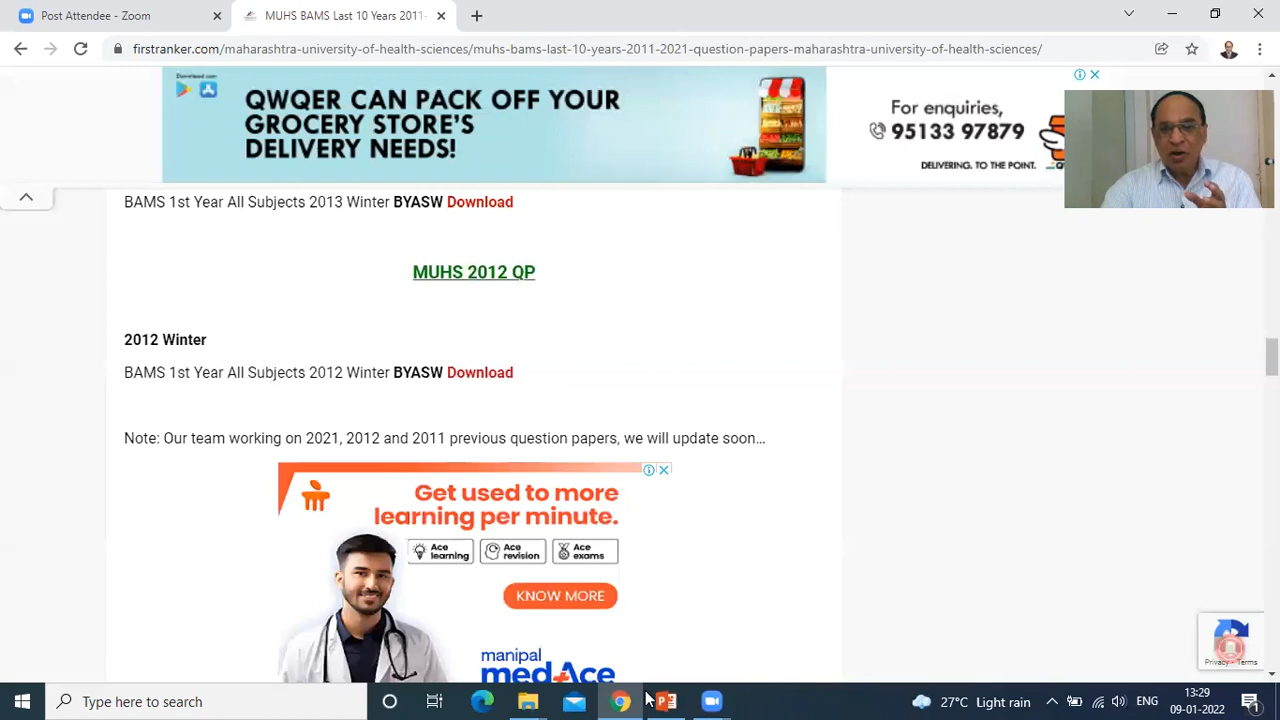 Post Attendee - Zoom
MUHS BAMS Last 10 Years 2011-
firstranker.com/maharashtra-university-of-health-sciences/muhs-bams-last-10-years-2011-2021-question-papers-maharashtra-university-of-health-sciences/
QWQER CAN PACK OFF YOUR
GROCERY STORE'S
DELIVERY NEEDS!
For enquiries,
95133 97879
DELIVERING. TO THE POINT.
BAMS 1st Year All Subjects 2013 Winter BYASW Download
MUHS 2012 QP
2012 Winter
BAMS 1st Year All Subjects 2012 Winter BYASW Download
Note: Our team working on 2021, 2012 and 2011 previous question papers, we will update soon…
Get used to more
learning per minute.
Ace learning
Ace revision
Ace exams
KNOW MORE
manipal
medAce
Privacy - Terms
Type here to search
27°C Light rain
ENG
13:29
09-01-2022